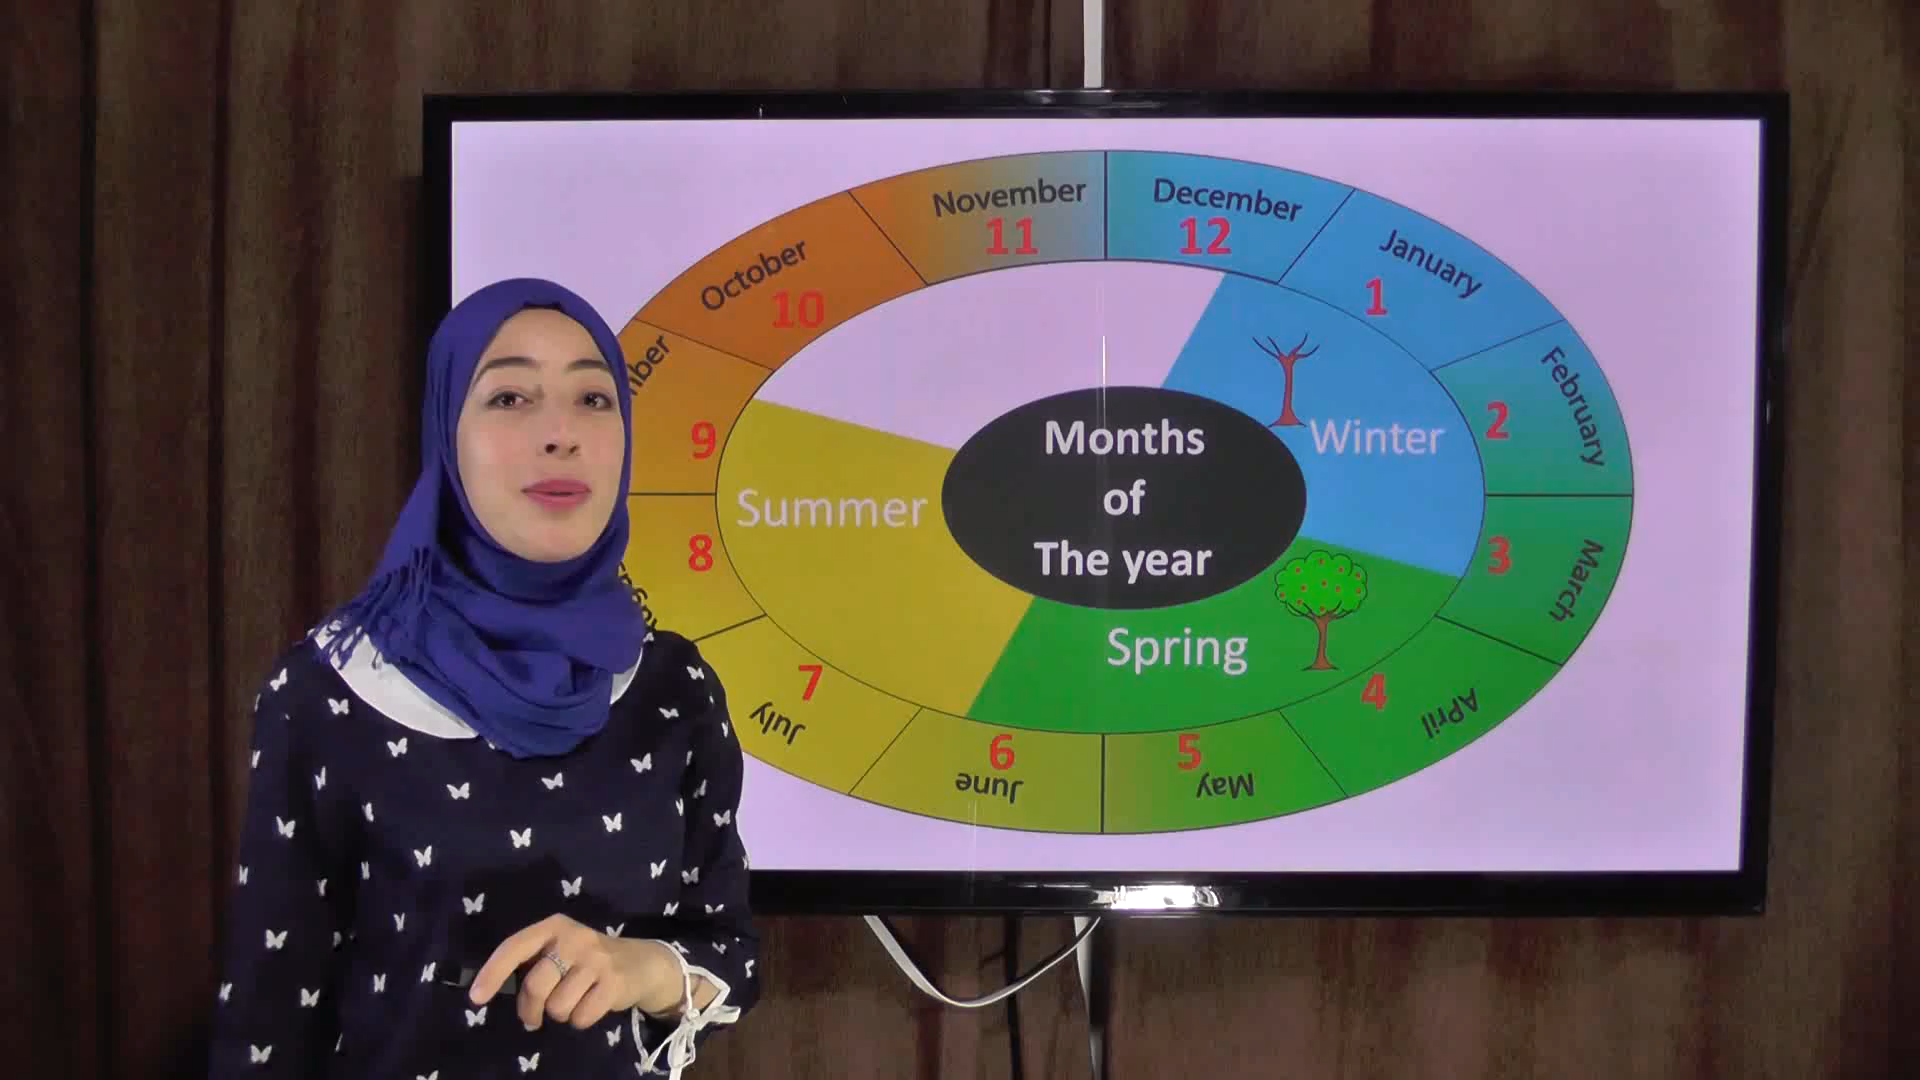 November
11
December
12
January
1
February
2
March
3
APril
4
May
5
June
6
July
7
8
9
October
10
Winter
Spring
Summer
Months
of
The year